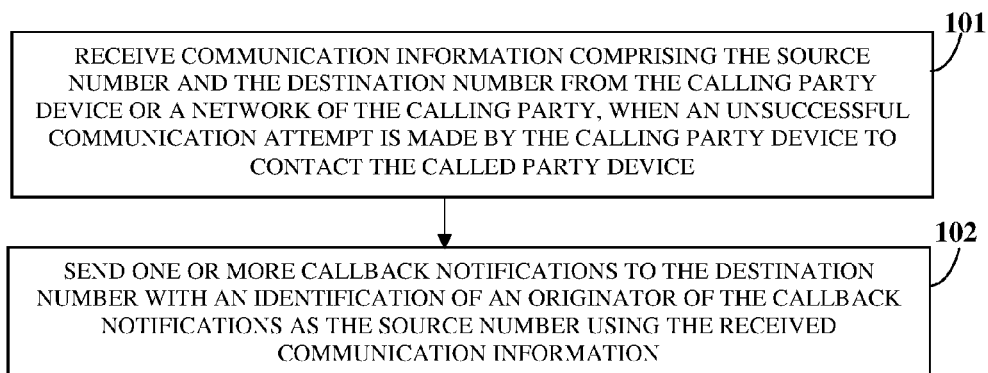 101
RECEIVE COMMUNICATION INFORMATION COMPRISING THE SOURCE
NUMBER AND THE DESTINATION NUMBER FROM THE CALLING PARTY
DEVICE OR A NETWORK OF THE CALLING PARTY, WHEN AN UNSUCCESSFUL
COMMUNICATION ATTEMPT IS MADE BY THE CALLING PARTY DEVICE TO
CONTACT THE CALLED PARTY DEVICE
102
SEND ONE OR MORE CALLBACK NOTIFICATIONS TO THE DESTINATION
NUMBER WITH AN IDENTIFICATION OF AN ORIGINATOR OF THE CALLBACK
NOTIFICATIONS AS THE SOURCE NUMBER USING THE RECEIVED
COMMUNICATION INFORMATION